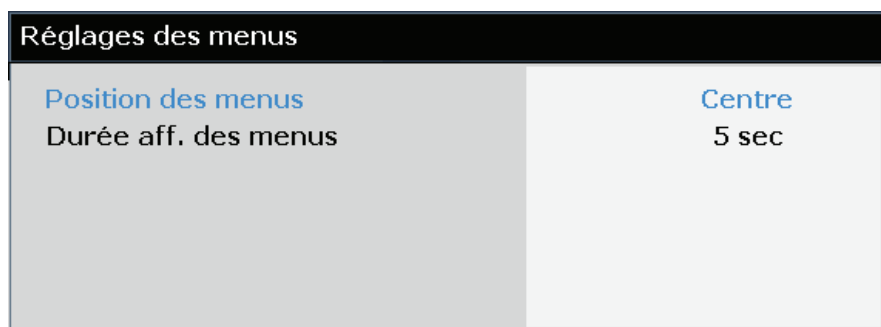 Réglages des menus
Position des menus Centre
Durée aff. des menus 5 sec